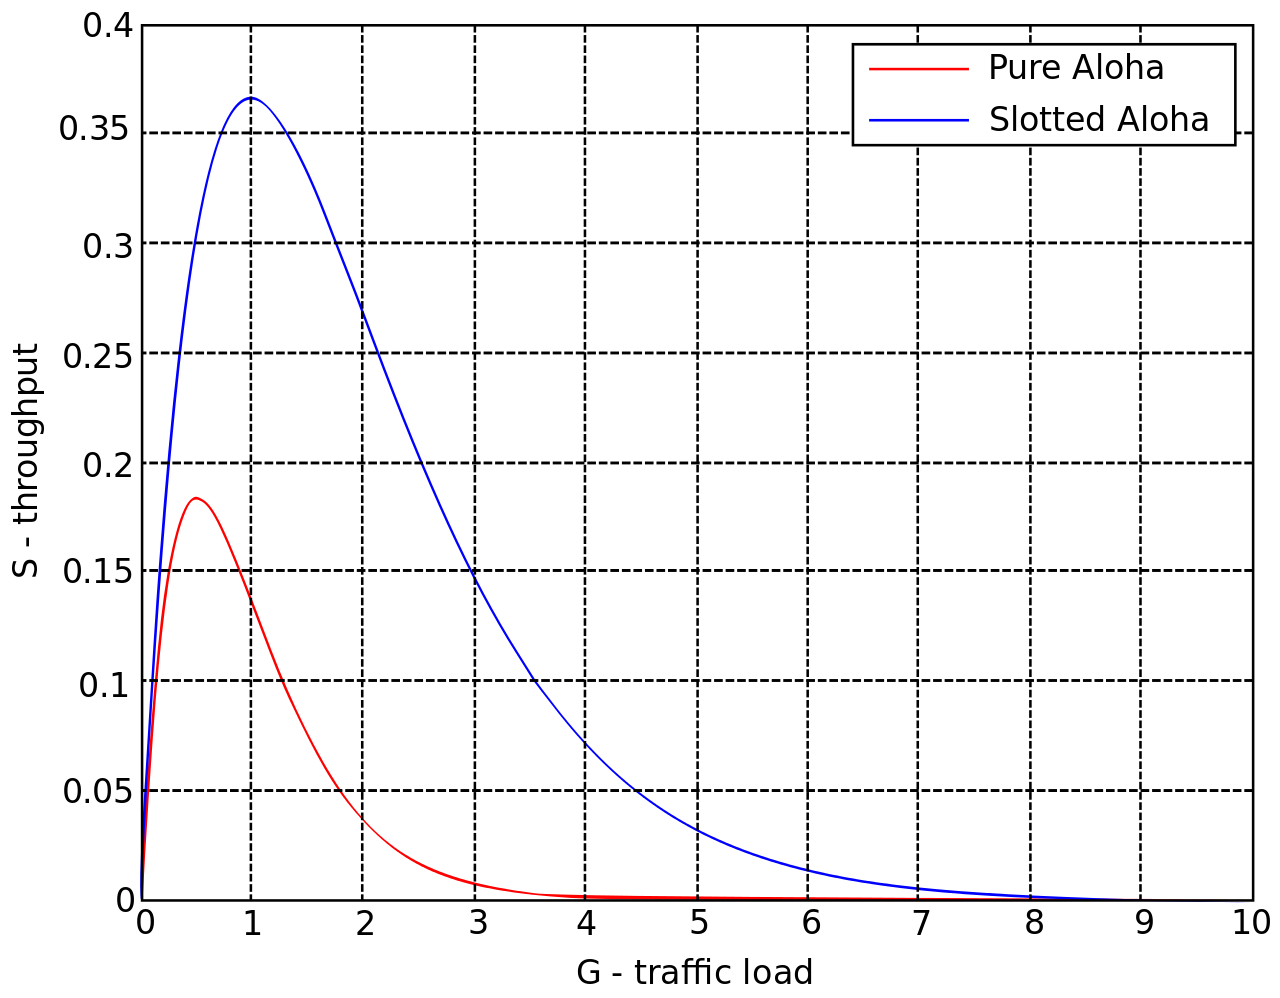 0.4
0.35
0.3
0.25
0.2
0.15
0.1
0.05
0
0 1 2 3 4 5 6 7 8 9 10
S - throughput
G - traffic load
Pure Aloha
Slotted Aloha